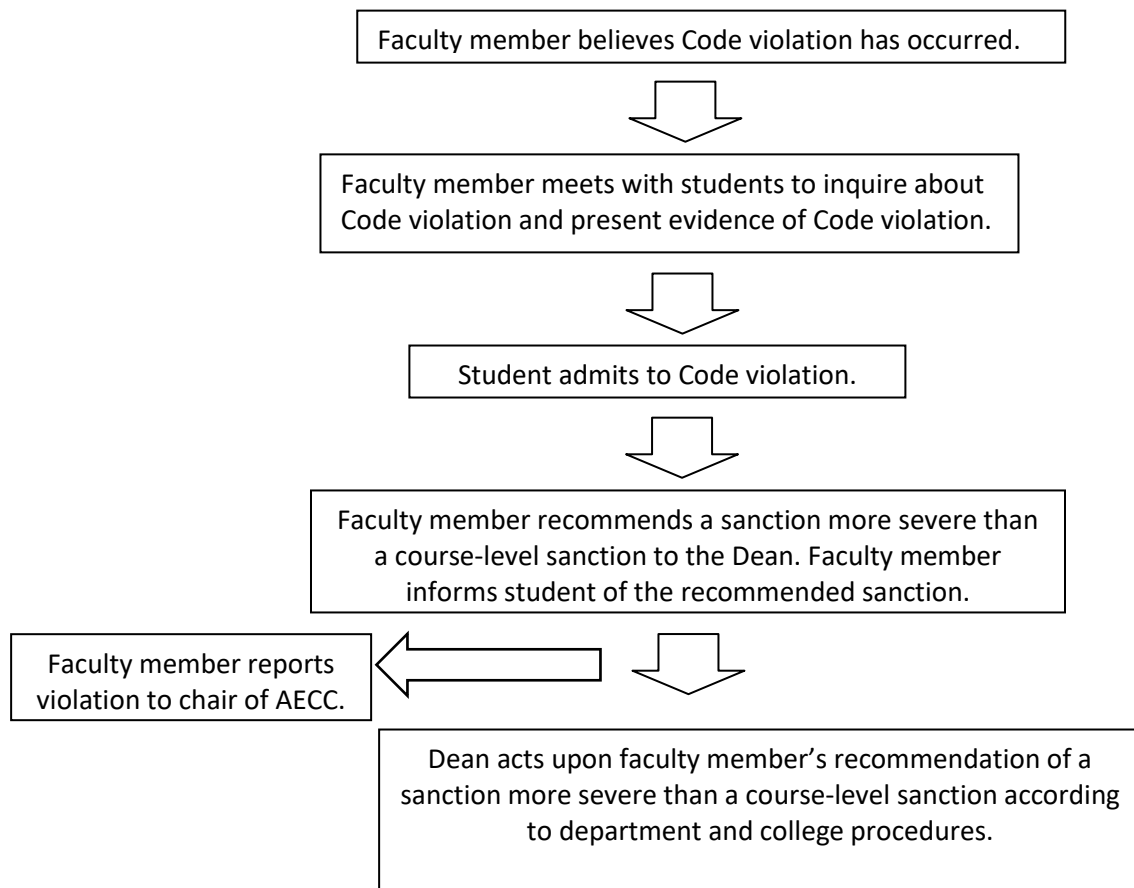 Faculty member believes Code violation has occurred.
Faculty member meets with students to inquire about
Code violation and present evidence of Code violation.
Student admits to Code violation.
Faculty member recommends a sanction more severe than
a course-level sanction to the Dean. Faculty member
informs student of the recommended sanction.
Faculty member reports
violation to chair of AECC.
Dean acts upon faculty member’s recommendation of a
sanction more severe than a course-level sanction according
to department and college procedures.